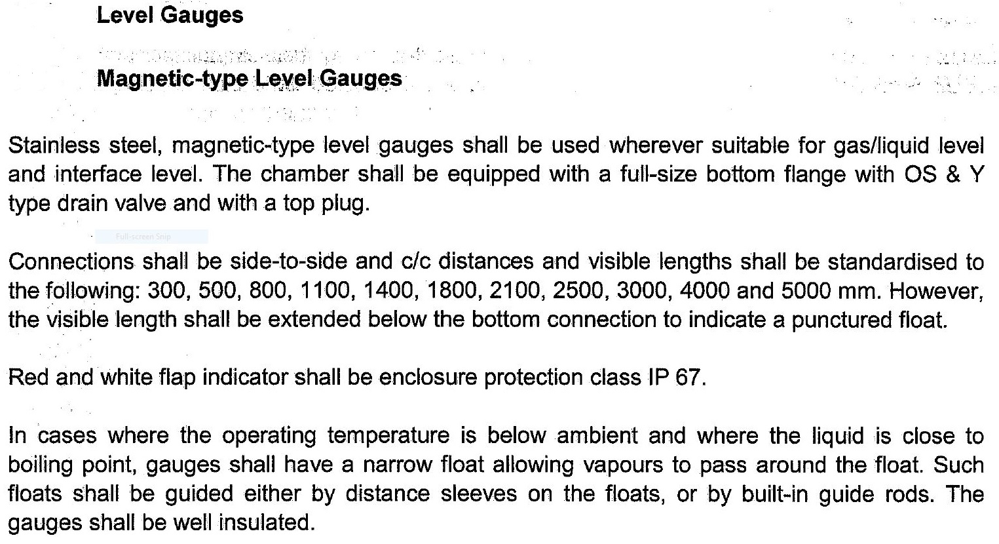 Level Gauges
Magnetic-type Level Gauges
Stainless steel, magnetic-type level gauges shall be used wherever suitable for gas/liquid level
and interface level. The chamber shall be equipped with a full-size bottom flange with OS & Y
type drain valve and with a top plug.
Full-screen Snip
Connections shall be side-to-side and c/c distances and visible lengths shall be standardised to
the following: 300, 500, 800, 1100, 1400, 1800, 2100, 2500, 3000, 4000 and 5000 mm. However,
the visible length shall be extended below the bottom connection to indicate a punctured float.
Red and white flap indicator shall be enclosure protection class IP 67.
In cases where the operating temperature is below ambient and where the liquid is close to
boiling point, gauges shall have a narrow float allowing vapours to pass around the float. Such
floats shall be guided either by distance sleeves on the floats, or by built-in guide rods. The
gauges shall be well insulated.